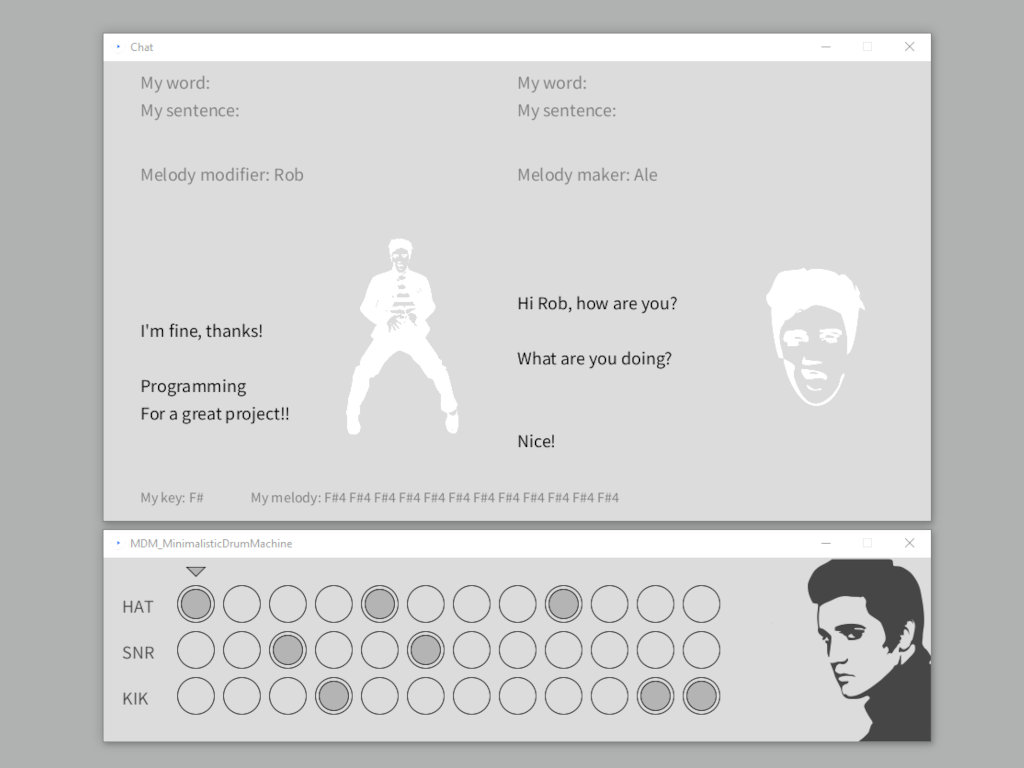 Chat
My word:
My sentence:
My word:
My sentence:
Melody modifier: Rob
Melody maker: Ale
Hi Rob, how are you?
I'm fine, thanks!
What are you doing?
Programming
For a great project!!
Nice!
My key: F#
My melody: F#4 F#4 F#4 F#4 F#4 F#4 F#4 F#4 F#4 F#4 F#4 F#4
MDM_MinimalisticDrumMachine
HAT
SNR
KIK